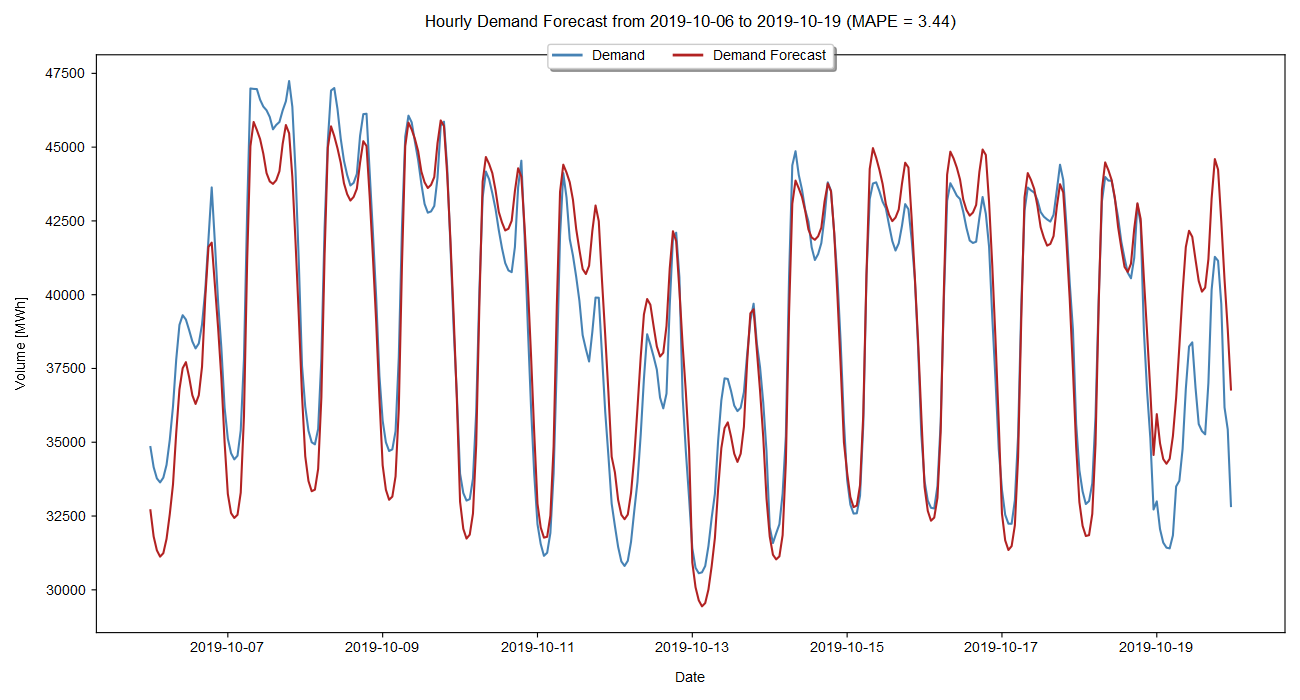 Hourly Demand Forecast from 2019-10-06 to 2019-10-19 (MAPE = 3.44)
Demand Demand Forecast
47500
45000
42500
40000
37500
35000
32500
30000
Volume [MWh]
2019-10-07 2019-10-09 2019-10-11 2019-10-13 2019-10-15 2019-10-17 2019-10-19
Date